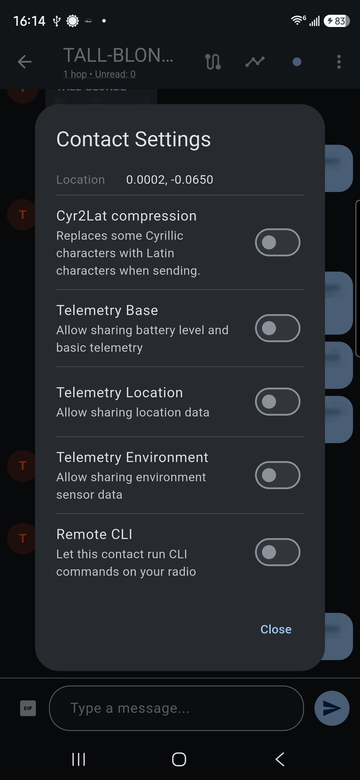 16:14
6
83
TALL-BLON...
1 hop • Unread: 0
T
Contact Settings
Location 0.0002, -0.0650
T
Cyr2Lat compression
Replaces some Cyrillic
characters with Latin
characters when sending.
Telemetry Base
Allow sharing battery level and
basic telemetry
Telemetry Location
Allow sharing location data
T
Telemetry Environment
Allow sharing environment
sensor data
T
Remote CLI
Let this contact run CLI
commands on your radio
Close
GIF
Type a message...